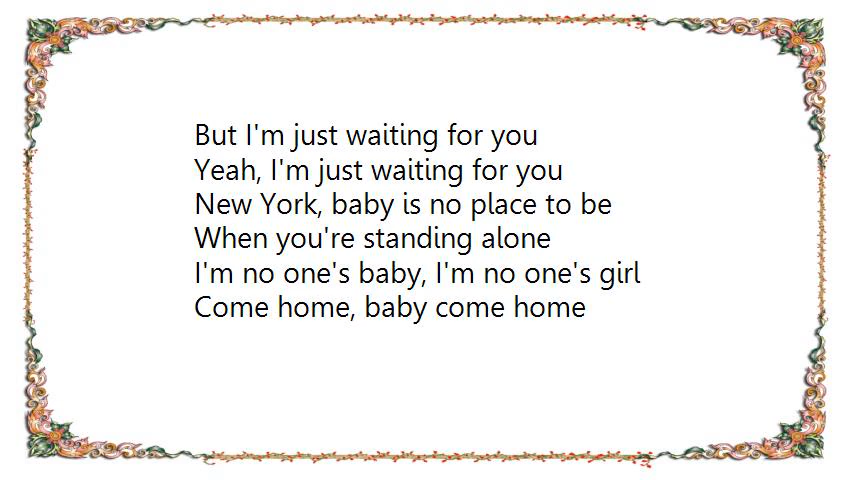 But I'm just waiting for you
Yeah, I'm just waiting for you
New York, baby is no place to be
When you're standing alone
I'm no one's baby, I'm no one's girl
Come home, baby come home